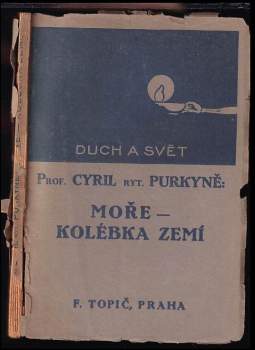 DUCH A SVĚT
PROF. CYRIL RYT. PURKYNĚ:
MOŘE –
KOLÉBKA ZEMÍ
F. TOPIČ, PRAHA